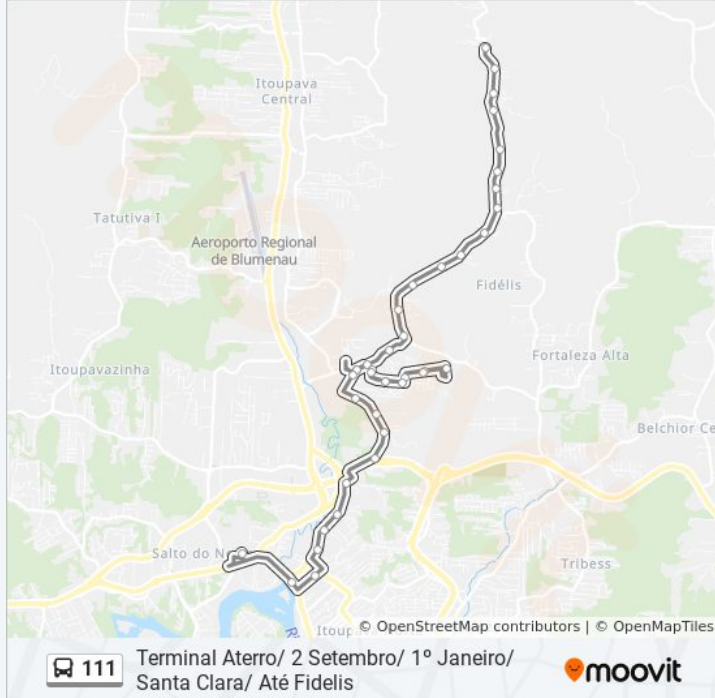 Itoupava
Central
Tatutiva I
Aeroporto Regional
de Blumenau
Fidélis
Itoupavazinha
Fortaleza Alta
Belchior Ce
Salto do N
Tribess
Itoup
© OpenStreetMap contributors | © OpenMapTiles
111
Terminal Aterro/ 2 Setembro/ 1º Janeiro/
Santa Clara/ Até Fidelis
moovit